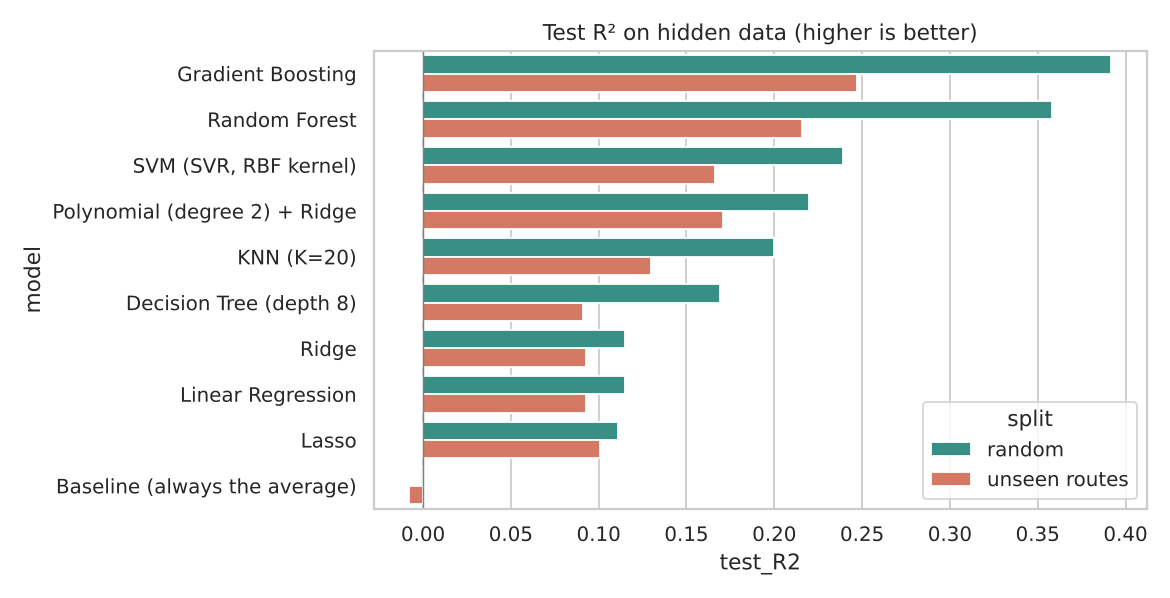 Test R² on hidden data (higher is better)
Gradient Boosting
Random Forest
SVM (SVR, RBF kernel)
Polynomial (degree 2) + Ridge
KNN (K=20)
Decision Tree (depth 8)
Ridge
Linear Regression
Lasso
Baseline (always the average)
model
split
random
unseen routes
0.00 0.05 0.10 0.15 0.20 0.25 0.30 0.35 0.40
test_R2